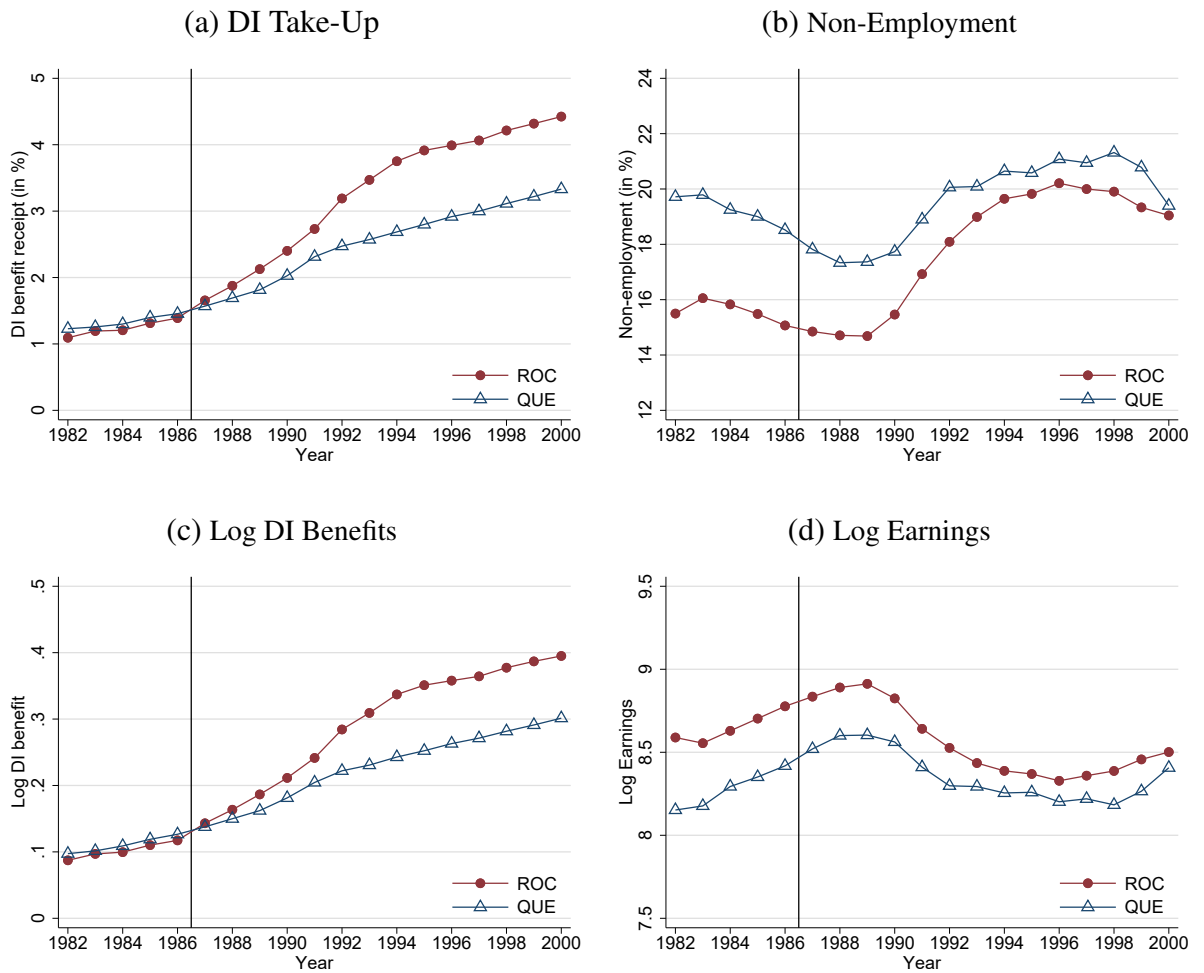 (a) DI Take-Up
DI benefit receipt (in %)
5
4
3
2
1
0
1982 1984 1986 1988 1990 1992 1994 1996 1998 2000
Year
ROC
QUE
(b) Non-Employment
Non-employment (in %)
24
22
20
18
16
14
12
1982 1984 1986 1988 1990 1992 1994 1996 1998 2000
Year
ROC
QUE
(c) Log DI Benefits
Log DI benefit
.5
.4
.3
.2
.1
0
1982 1984 1986 1988 1990 1992 1994 1996 1998 2000
Year
ROC
QUE
(d) Log Earnings
Log Earnings
9.5
9
8.5
8
7.5
1982 1984 1986 1988 1990 1992 1994 1996 1998 2000
Year
ROC
QUE